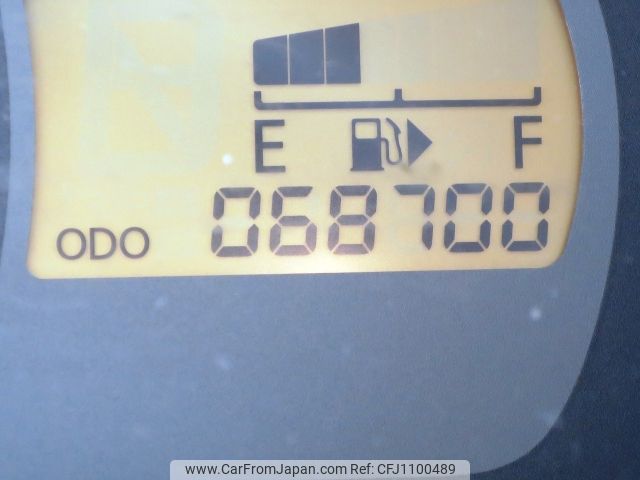 E F
ODO 068700
www.CarFromJapan.com Ref: CFJ1100489